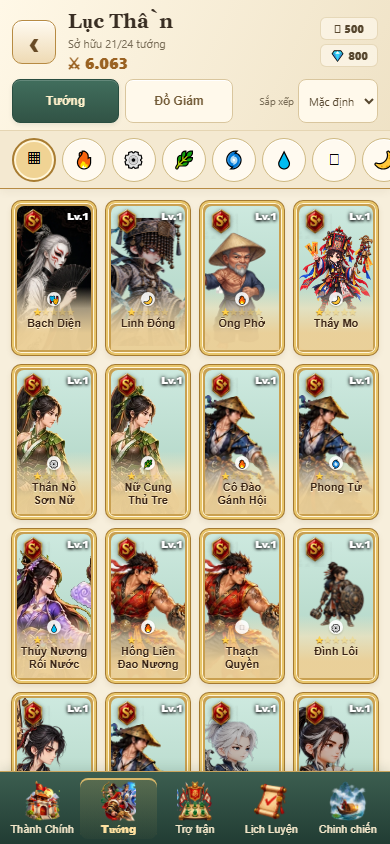 Lục Thần
Sở hữu 21/24 tướng
⚔ 6.063
500
800
Tướng
Đồ Giám
Sắp xếp
Mặc định
S+ Lv.1
Bạch Diện
S Lv.1
Linh Đồng
S Lv.1
Ông Phở
S Lv.1
Thầy Mo
S+ Lv.1
Thần Nỏ
Sơn Nữ
S+ Lv.1
Nữ Cung
Thủ Tre
S+ Lv.1
Cô Đào
Gánh Hội
S+ Lv.1
Phong Tử
S+ Lv.1
Thủy Nương
Rối Nước
S+ Lv.1
Hồng Liên
Đao Nương
S+ Lv.1
Thạch
Quyền
S+ Lv.1
Đình Lôi
S Lv.1
S Lv.1
S Lv.1
S Lv.1
Thành Chính
Tướng
Trợ trận
Lịch Luyện
Chinh chiến